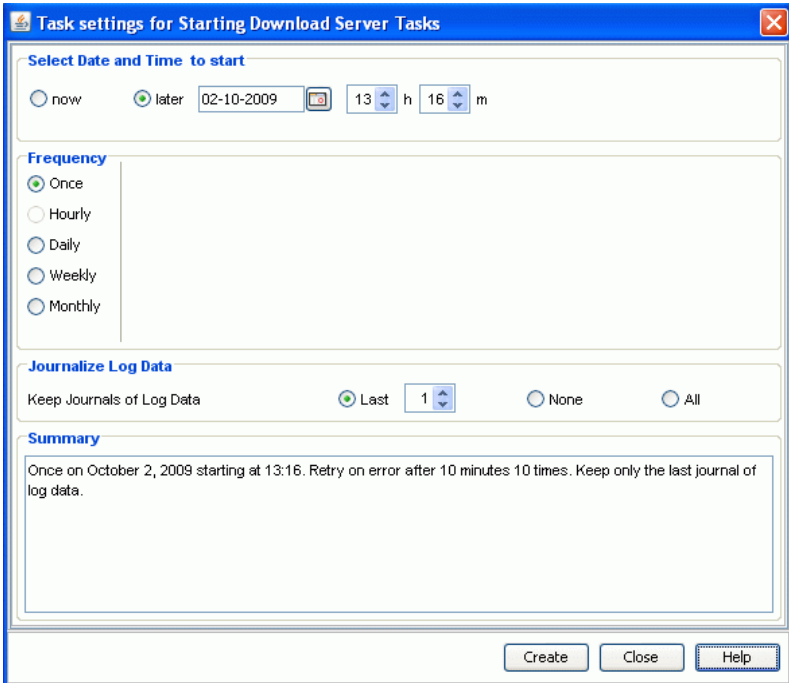 Task settings for Starting Download Server Tasks
Select Date and Time to start
now later 02-10-2009 13 h 16 m
Frequency
Once
Hourly
Daily
Weekly
Monthly
Journalize Log Data
Keep Journals of Log Data Last 1 None All
Summary
Once on October 2, 2009 starting at 13:16. Retry on error after 10 minutes 10 times. Keep only the last journal of
log data.
Create Close Help